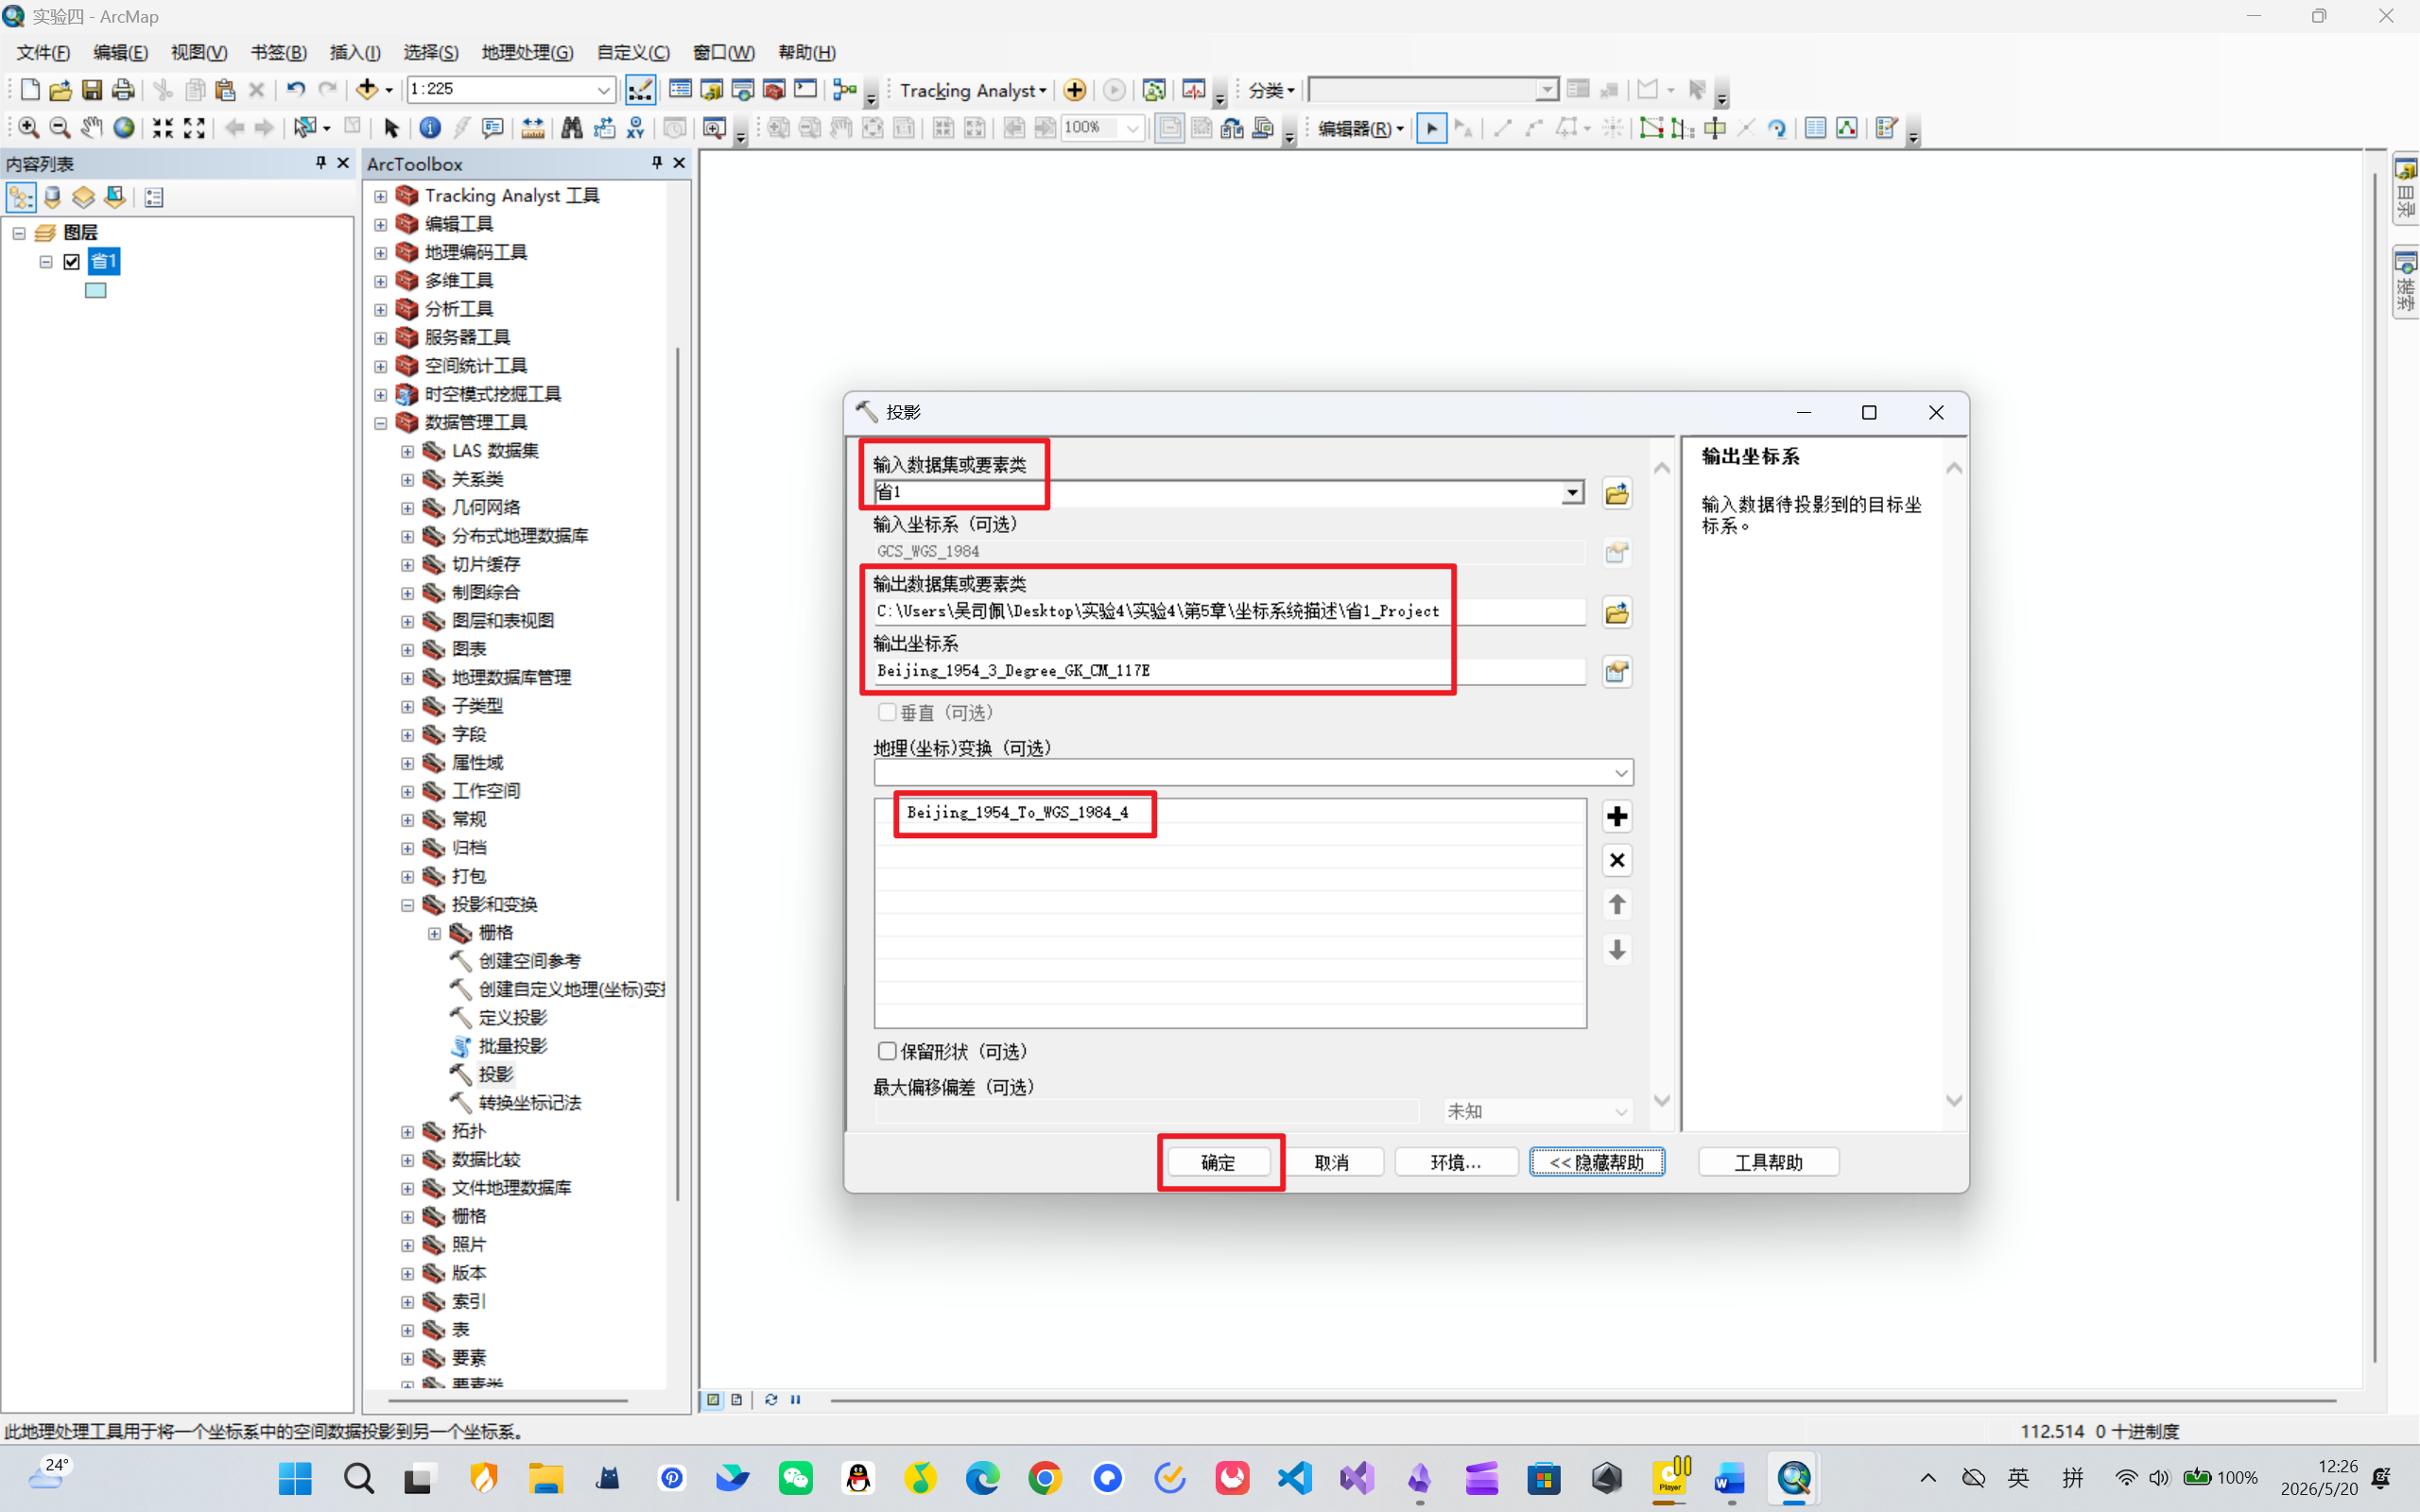 实验四 - ArcMap
文件(F) 编辑(E) 视图(V) 书签(B) 插入(I) 选择(S) 地理处理(G) 自定义(C) 窗口(W) 帮助(H)
1:225 Tracking Analyst 分类
100% 编辑器(R)
内容列表
图层
省1
ArcToolbox
Tracking Analyst 工具
编辑工具
地理编码工具
多维工具
分析工具
服务器工具
空间统计工具
时空模式挖掘工具
数据管理工具
LAS 数据集
关系类
几何网络
分布式地理数据库
切片缓存
制图综合
图层和表视图
图表
地理数据库管理
子类型
字段
属性域
工作空间
常规
归档
打包
投影和变换
栅格
创建空间参考
创建自定义地理(坐标)变
定义投影
批量投影
投影
转换坐标记法
拓扑
数据比较
文件地理数据库
栅格
照片
版本
索引
表
要素
要素类
投影
输入数据集或要素类
省1
输入坐标系 (可选)
GCS_WGS_1984
输出数据集或要素类
C:\Users\吴司佩\Desktop\实验4\实验4\第5章\坐标系统描述\省1_Project
输出坐标系
Beijing_1954_3_Degree_GK_CM_117E
垂直 (可选)
地理(坐标)变换 (可选)
Beijing_1954_To_WGS_1984_4
保留形状 (可选)
最大偏移偏差 (可选)
未知
确定 取消 环境... << 隐藏帮助 工具帮助
输出坐标系
输入数据待投影到的目标坐
标系。
目录
搜索
此地理处理工具用于将一个坐标系中的空间数据投影到另一个坐标系。
112.514 0 十进制度
24°
Player
英 拼 100%
12:26
2026/5/20